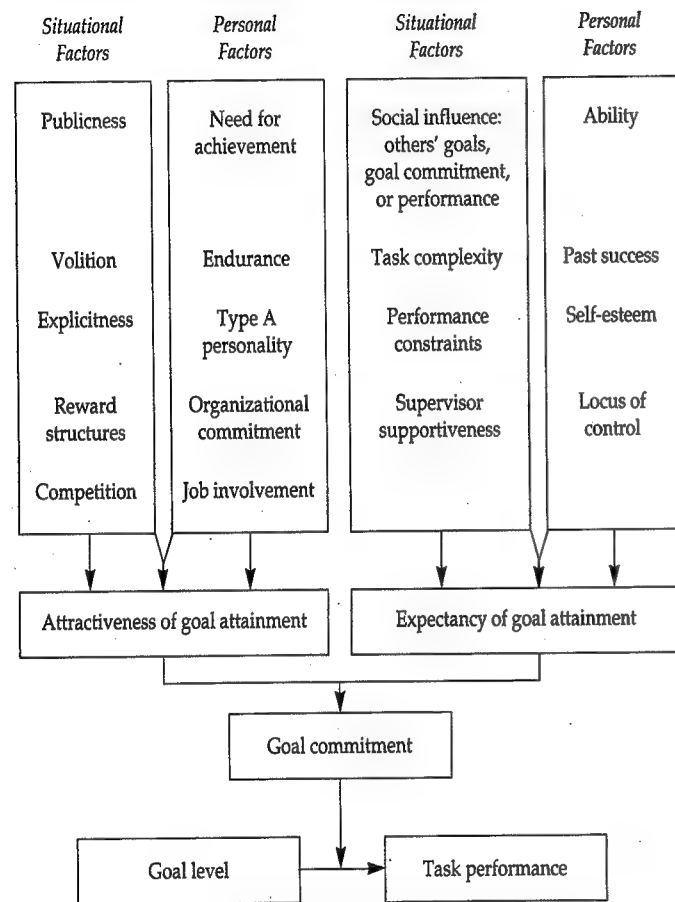 Situational
Factors
Personal
Factors
Situational
Factors
Personal
Factors
Publicness
Volition
Explicitness
Reward
structures
Competition
Need for
achievement
Endurance
Type A
personality
Organizational
commitment
Job involvement
Social influence:
others' goals,
goal commitment,
or performance
Task complexity
Performance
constraints
Supervisor
supportiveness
Ability
Past success
Self-esteem
Locus of
control
Attractiveness of goal attainment
Expectancy of goal attainment
Goal commitment
Goal level
Task performance